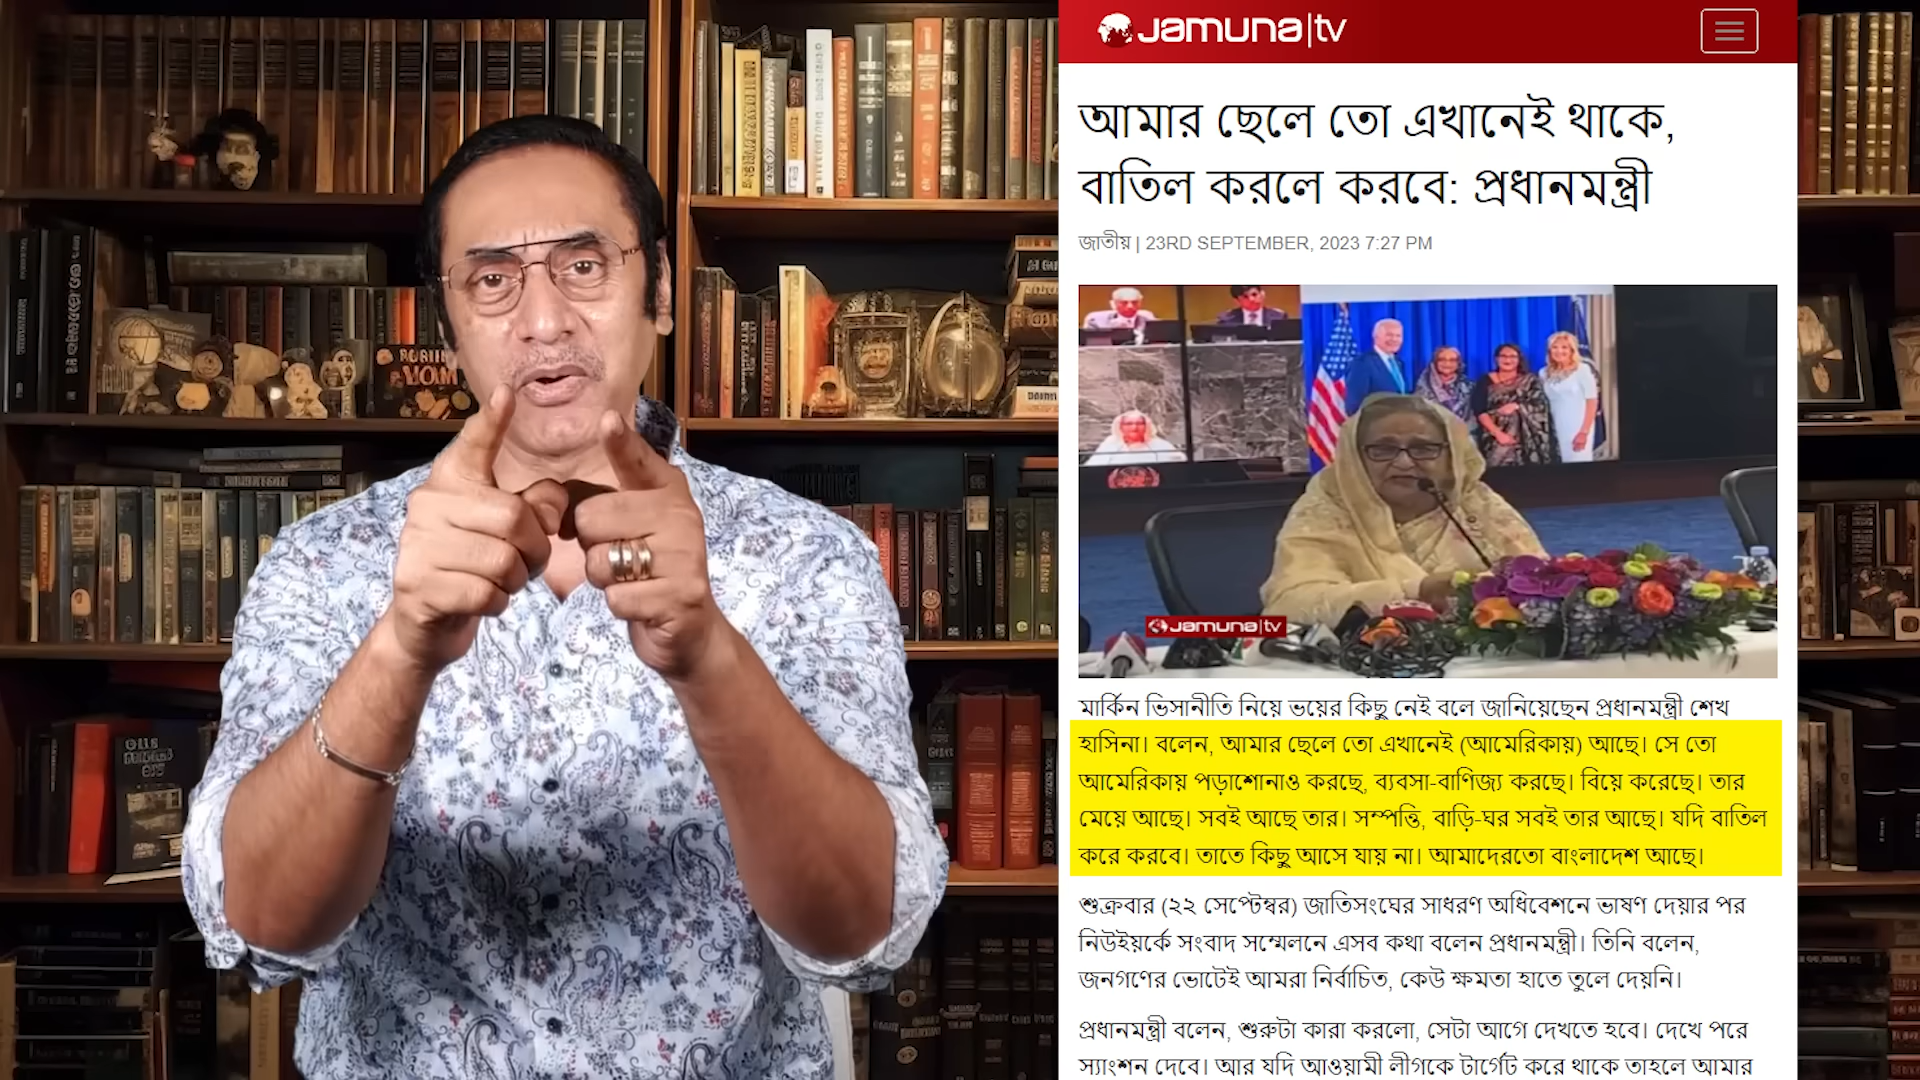 Jamuna|tv
আমার ছেলে তো এখানেই থাকে,
বাতিল করলে করবে: প্রধানমন্ত্রী
জাতীয় | 23RD SEPTEMBER, 2023 7:27 PM
Jamuna|tv
মার্কিন ভিসানীতি নিয়ে ভয়ের কিছু নেই বলে জানিয়েছেন প্রধানমন্ত্রী শেখ
হাসিনা। বলেন, আমার ছেলে তো এখানেই (আমেরিকায়) আছে। সে তো
আমেরিকায় পড়াশোনাও করছে, ব্যবসা-বাণিজ্য করছে। বিয়ে করেছে। তার
মেয়ে আছে। সবই আছে তার। সম্পত্তি, বাড়ি-ঘর সবই তার আছে। যদি বাতিল
করে করবে। তাতে কিছু আসে যায় না। আমাদেরতো বাংলাদেশ আছে।
শুক্রবার (২২ সেপ্টেম্বর) জাতিসংঘের সাধরণ অধিবেশনে ভাষণ দেয়ার পর
নিউইয়র্কে সংবাদ সম্মেলনে এসব কথা বলেন প্রধানমন্ত্রী। তিনি বলেন,
জনগণের ভোটেই আমরা নির্বাচিত, কেউ ক্ষমতা হাতে তুলে দেয়নি।
প্রধানমন্ত্রী বলেন, শুরুটা কারা করলো, সেটা আগে দেখতে হবে। দেখে পরে
স্যাংশন দেবে। আর যদি আওয়ামী লীগকে টার্গেট করে থাকে তাহলে আমার